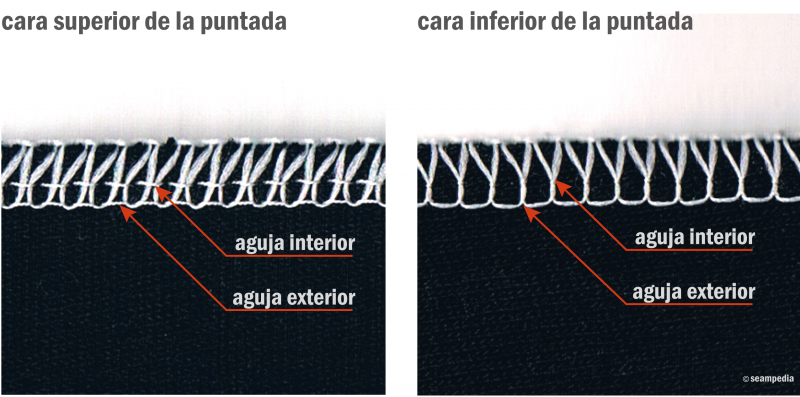 cara superior de la puntada
cara inferior de la puntada
aguja interior
aguja exterior
aguja interior
aguja exterior
© seampedia